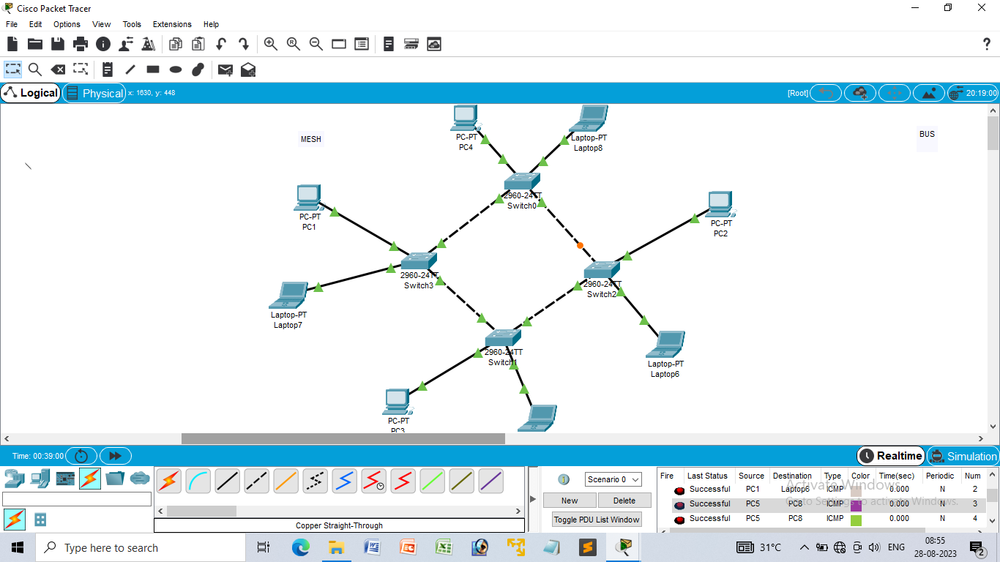 Cisco Packet Tracer
File Edit Options View Tools Extensions Help
?
Logical Physical x: 1630, y: 448 [Root] 20:19:00
MESH
BUS
PC-PT
PC4
Laptop-PT
Laptop8
2960-24TT
Switch0
PC-PT
PC1
PC-PT
PC2
2960-24TT
Switch3
2960-24TT
Switch2
Laptop-PT
Laptop7
2960-24TT
Switch1
Laptop-PT
Laptop6
PC-PT
PC3
Time: 00:39:00 Realtime Simulation
Scenario 0
New Delete
Toggle PDU List Window
Copper Straight-Through
Fire Last Status Source Destination Type Color Time(sec) Periodic Num
Successful PC1 Laptop6 ICMP 0.000 N 2
Successful PC5 PC8 ICMP 0.000 N 3
Successful PC5 PC8 ICMP 0.000 N 4
Activate Windows
Go to Settings to activate Windows.
Type here to search
31°C ENG 08:55
28-08-2023 2